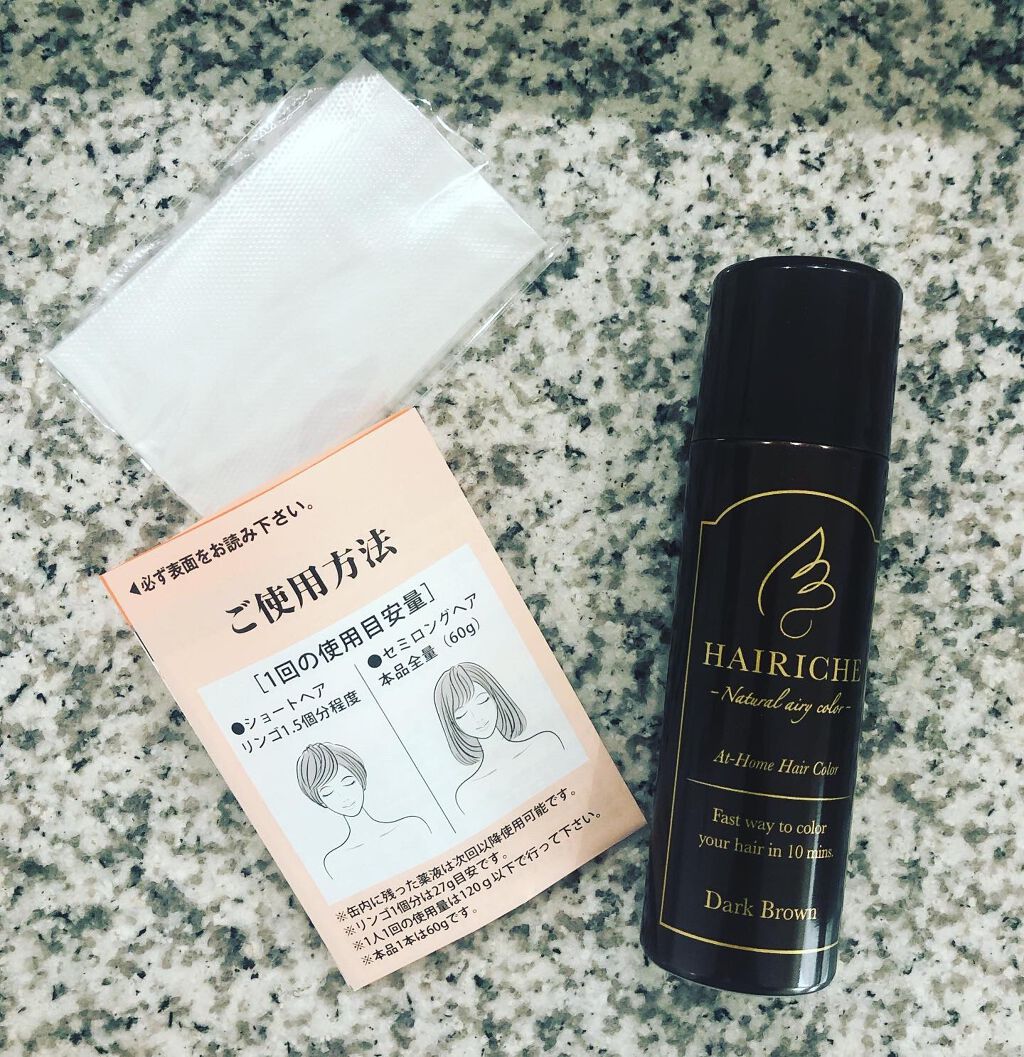 ◀必ず表面をお読み下さい。
ご使用方法
[1回の使用目安量]
●ショートヘア
リンゴ1.5個分程度
●セミロングヘア
本品全量（60g）
※缶内に残った薬液は次回以降使用可能です。
※リンゴ1個分は27g目安です。
※1人1回の使用量は120g以下で行って下さい。
※本品1本は60gです。
HAIRICHE
-Natural airy color-
At-Home Hair Color
Fast way to color
your hair in 10 mins.
Dark Brown